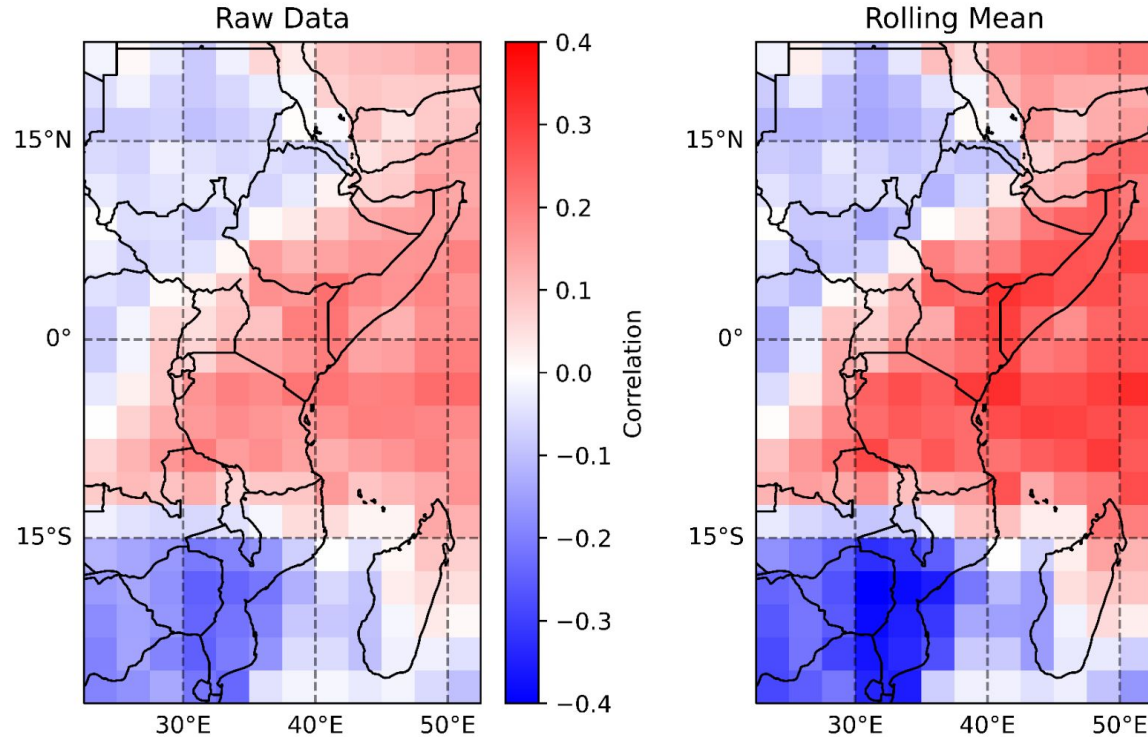 Raw Data
Rolling Mean
0.4
0.3
0.2
0.1
0.0
−0.1
−0.2
−0.3
−0.4
Correlation
15°N
0°
15°S
30°E
40°E
50°E
15°N
0°
15°S
30°E
40°E
50°E